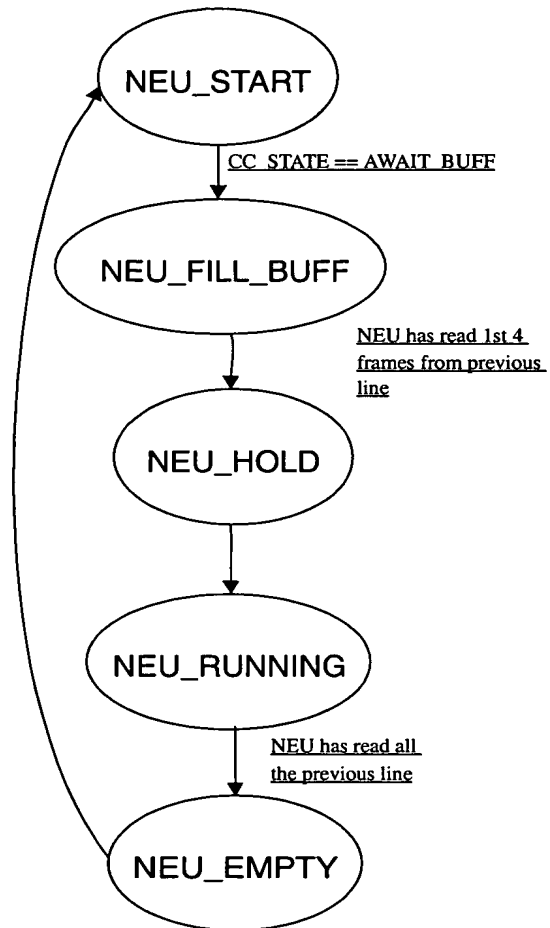 NEU_START
CC_STATE == AWAIT_BUFF
NEU_FILL_BUFF
NEU has read 1st 4
frames from previous
line
NEU_HOLD
NEU_RUNNING
NEU has read all
the previous line
NEU_EMPTY